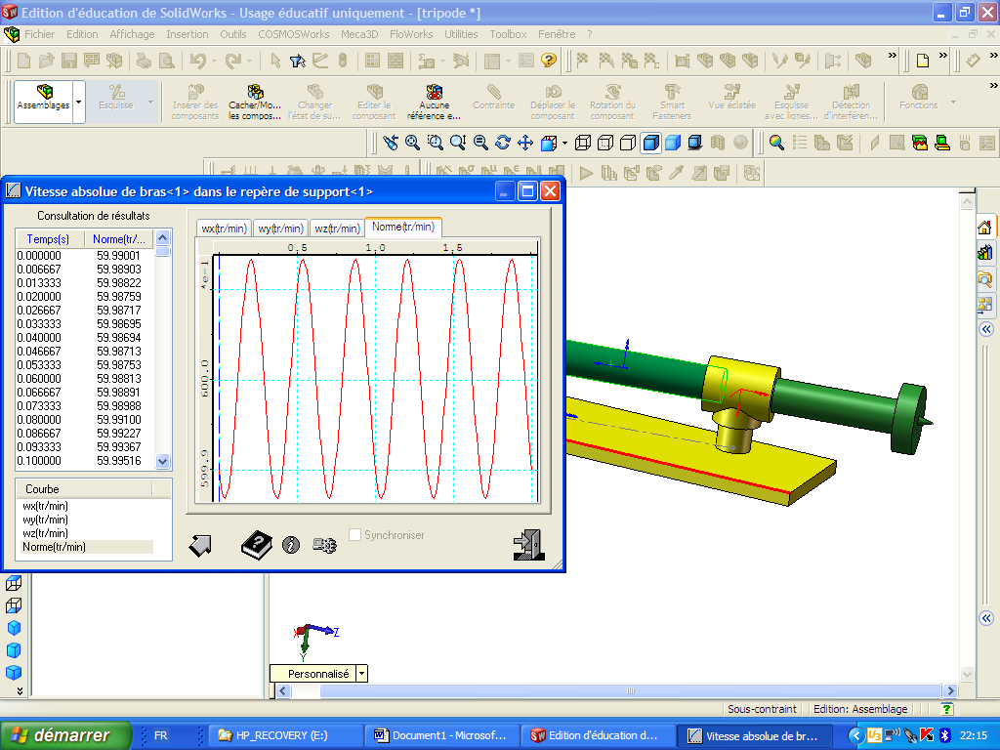 Edition d'éducation de SolidWorks - Usage éducatif uniquement - [tripode *]
Fichier Edition Affichage Insertion Outils COSMOSWorks Meca3D FloWorks Utilities Toolbox Fenêtre ?
Assemblages Esquisse Insérer des composants Cacher/Mo... les compos... Changer l'état de su... Editer le composant Aucune référence e... Contrainte Déplacer le composant Rotation du composant Smart Fasteners Vue éclatée Esquisse avec lignes... Détection d'interféren... Fonctions
Vitesse absolue de bras<1> dans le repère de support<1>
Consultation de résultats
Temps(s) Norme(tr/...
0.000000 59.99001
0.006667 59.98903
0.013333 59.98822
0.020000 59.98759
0.026667 59.98717
0.033333 59.98695
0.040000 59.98694
0.046667 59.98713
0.053333 59.98753
0.060000 59.98813
0.066667 59.98891
0.073333 59.98988
0.080000 59.99100
0.086667 59.99227
0.093333 59.99367
0.100000 59.99516
wx(tr/min) wy(tr/min) wz(tr/min) Norme(tr/min)
0.5 1.0 1.5
*e-1
600.0
599.9
Courbe
wx(tr/min)
wy(tr/min)
wz(tr/min)
Norme(tr/min)
Synchroniser
X Z
Y
Personnalisé
Sous-contraint Edition: Assemblage
démarrer FR HP_RECOVERY (E:) Document1 - Microsof... Edition d'éducation d... Vitesse absolue de br... 22:15